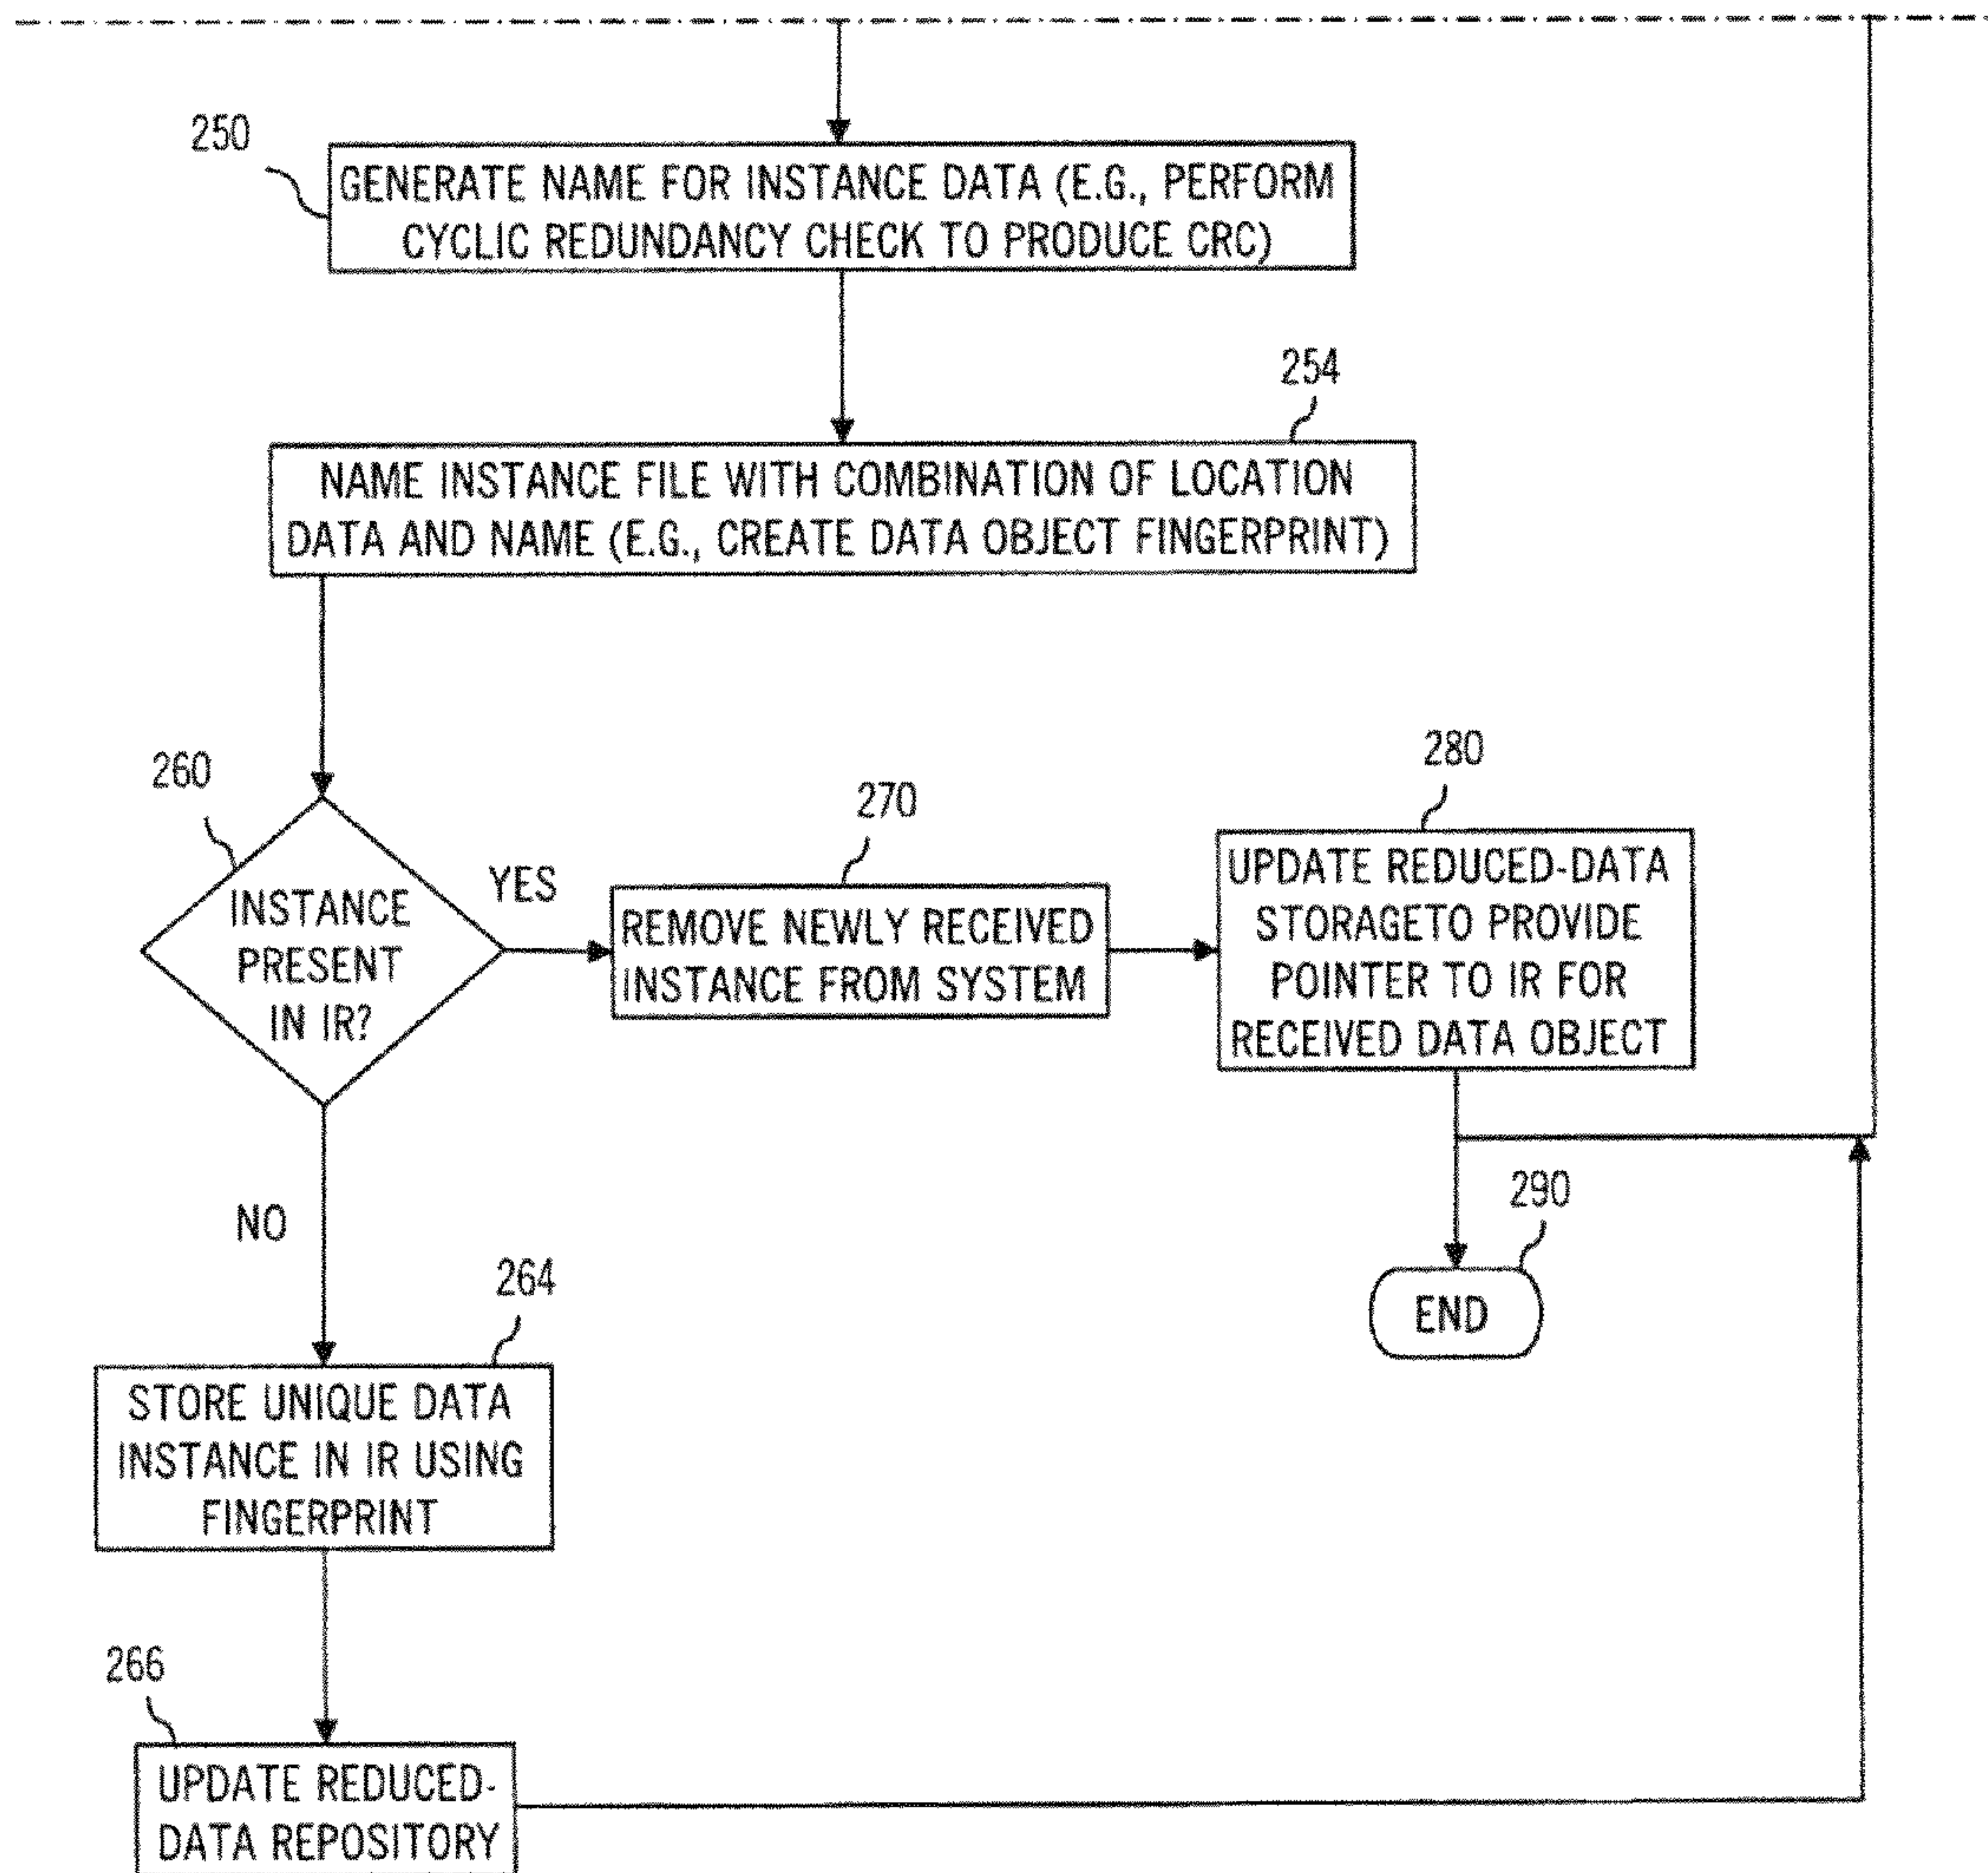 250
GENERATE NAME FOR INSTANCE DATA (E.G., PERFORM
CYCLIC REDUNDANCY CHECK TO PRODUCE CRC)
254
NAME INSTANCE FILE WITH COMBINATION OF LOCATION
DATA AND NAME (E.G., CREATE DATA OBJECT FINGERPRINT)
260
INSTANCE
PRESENT
IN IR?
YES
270
REMOVE NEWLY RECEIVED
INSTANCE FROM SYSTEM
280
UPDATE REDUCED-DATA
STORAGETO PROVIDE
POINTER TO IR FOR
RECEIVED DATA OBJECT
290
END
NO
264
STORE UNIQUE DATA
INSTANCE IN IR USING
FINGERPRINT
266
UPDATE REDUCED-
DATA REPOSITORY